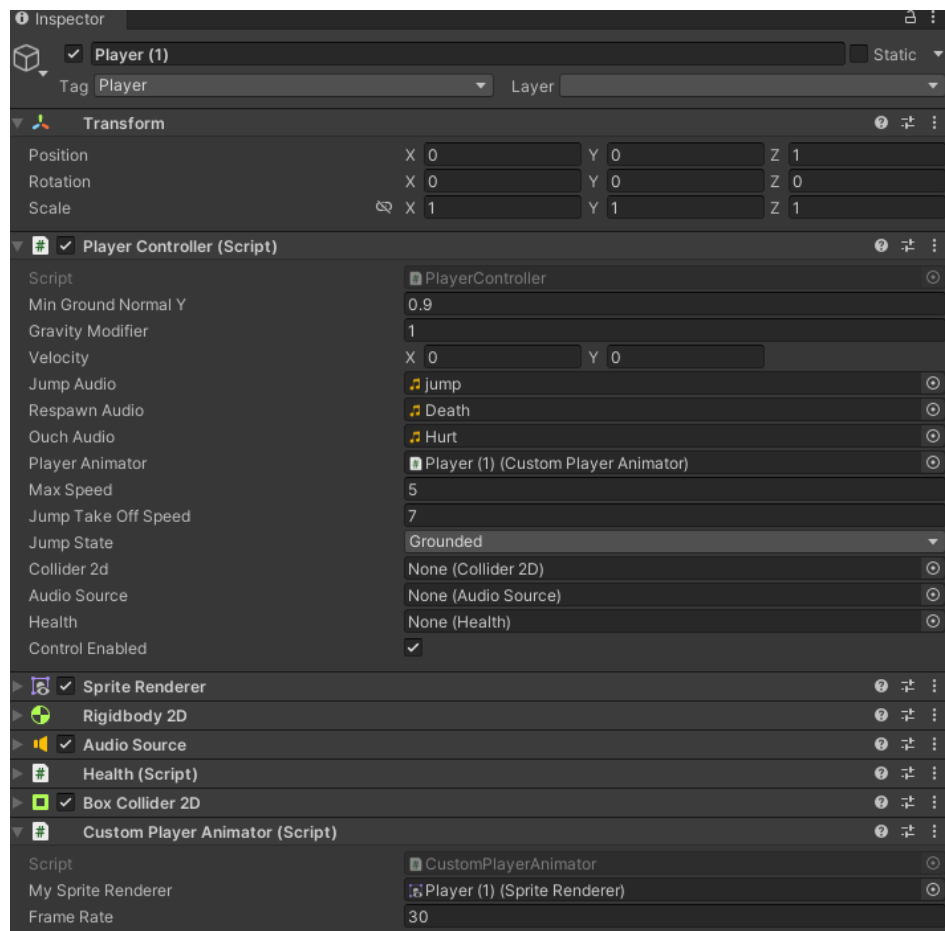 Inspector
Player (1) Static
Tag Player Layer
Transform
Position X 0 Y 0 Z 1
Rotation X 0 Y 0 Z 0
Scale X 1 Y 1 Z 1
# Player Controller (Script)
Script # PlayerController
Min Ground Normal Y 0.9
Gravity Modifier 1
Velocity X 0 Y 0
Jump Audio jump
Respawn Audio Death
Ouch Audio Hurt
Player Animator # Player (1) (Custom Player Animator)
Max Speed 5
Jump Take Off Speed 7
Jump State Grounded
Collider 2d None (Collider 2D)
Audio Source None (Audio Source)
Health None (Health)
Control Enabled
Sprite Renderer
Rigidbody 2D
Audio Source
# Health (Script)
Box Collider 2D
# Custom Player Animator (Script)
Script # CustomPlayerAnimator
My Sprite Renderer Player (1) (Sprite Renderer)
Frame Rate 30